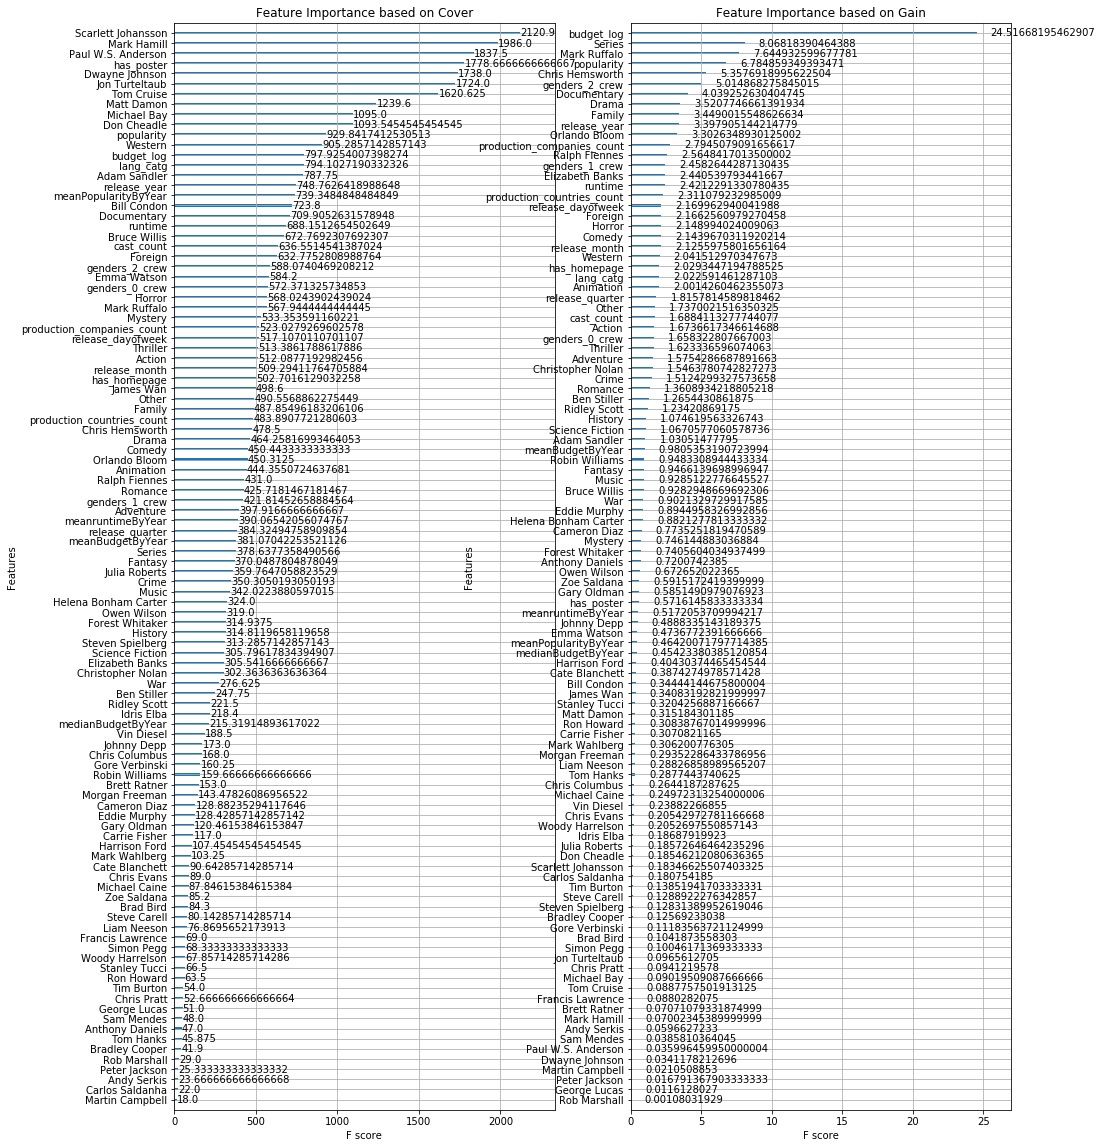 Feature Importance based on Cover
Scarlett Johansson 2120.9
Mark Hamill 1986.0
Paul W.S. Anderson 1837.5
has_poster 1778.6666666666667
Dwayne Johnson 1738.0
Jon Turteltaub 1724.0
Tom Cruise 1620.625
Matt Damon 1239.6
Michael Bay 1095.0
Don Cheadle 1093.5454545454545
popularity 929.8417412530513
Western 905.2857142857143
budget_log 797.9254007398274
lang_catg 794.1027190332326
Adam Sandler 787.75
release_year 748.7626418988648
meanPopularityByYear 739.3484848484849
Bill Condon 723.8
Documentary 709.9052631578948
runtime 688.1512654502649
Bruce Willis 672.7692307692307
cast_count 636.5514541387024
Foreign 632.7752808988764
genders_2_crew 588.0740469208212
Emma Watson 584.2
genders_0_crew 572.371325734853
Horror 568.0243902439024
Mark Ruffalo 567.9444444444445
Mystery 533.353591160221
production_companies_count 523.0279269602578
release_dayofweek 517.1070110701107
Thriller 513.3861788617886
Action 512.0877192982456
release_month 509.29411764705884
has_homepage 502.7016129032258
James Wan 498.6
Other 490.5568862275449
Family 487.85496183206106
production_countries_count 483.8907721280603
Chris Hemsworth 478.5
Drama 464.25816993464053
Comedy 450.4433333333333
Orlando Bloom 450.3125
Animation 444.3550724637681
Ralph Fiennes 431.0
Romance 425.7181467181467
genders_1_crew 421.81452658884564
Adventure 397.9166666666667
meanruntimeByYear 390.06542056074767
release_quarter 384.32494758909854
meanBudgetByYear 381.07042253521126
Series 378.6377358490566
Fantasy 370.0487804878049
Julia Roberts 359.7647058823529
Crime 350.3050193050193
Music 342.0223880597015
Helena Bonham Carter 324.0
Owen Wilson 319.0
Forest Whitaker 314.9375
History 314.8119658119658
Steven Spielberg 313.2857142857143
Science Fiction 305.79617834394907
Elizabeth Banks 305.5416666666667
Christopher Nolan 302.3636363636364
War 276.625
Ben Stiller 247.75
Ridley Scott 221.5
Idris Elba 218.4
medianBudgetByYear 215.31914893617022
Vin Diesel 188.5
Johnny Depp 173.0
Chris Columbus 168.0
Gore Verbinski 160.25
Robin Williams 159.66666666666666
Brett Ratner 153.0
Morgan Freeman 143.47826086956522
Cameron Diaz 128.88235294117646
Eddie Murphy 128.42857142857142
Gary Oldman 120.46153846153847
Carrie Fisher 117.0
Harrison Ford 107.45454545454545
Mark Wahlberg 103.25
Cate Blanchett 90.64285714285714
Chris Evans 89.0
Michael Caine 87.84615384615384
Zoe Saldana 85.2
Brad Bird 84.3
Steve Carell 80.14285714285714
Liam Neeson 76.8695652173913
Francis Lawrence 69.0
Simon Pegg 68.33333333333333
Woody Harrelson 67.85714285714286
Stanley Tucci 66.5
Ron Howard 63.5
Tim Burton 54.0
Chris Pratt 52.666666666666664
George Lucas 51.0
Sam Mendes 48.0
Anthony Daniels 47.0
Tom Hanks 45.875
Bradley Cooper 41.9
Rob Marshall 29.0
Peter Jackson 25.333333333333332
Andy Serkis 23.666666666666668
Carlos Saldanha 22.0
Martin Campbell 18.0
Features
0 500 1000 1500 2000
F score
Feature Importance based on Gain
budget_log 24.51668195462907
Series 8.06818390464388
Mark Ruffalo 7.644932599677781
popularity 6.784859349393471
Chris Hemsworth 5.3576918995622504
genders_2_crew 5.014868275845015
Documentary 4.039252630404745
Drama 3.5207746661391934
Family 3.4490015548626634
release_year 3.397905144214779
Orlando Bloom 3.3026348930125002
production_companies_count 2.7945079091656617
Ralph Fiennes 2.5648417013500002
genders_1_crew 2.4582644287130435
Elizabeth Banks 2.440539793441667
runtime 2.4212291330780435
production_countries_count 2.311079232985009
release_dayofweek 2.169962940041988
Foreign 2.1662560979270458
Horror 2.148994024009063
Comedy 2.1439670311920214
release_month 2.1255975801656164
Western 2.041512970347673
has_homepage 2.0293447194788525
lang_catg 2.022591461287103
Animation 2.0014260462355073
release_quarter 1.8157814589818462
Other 1.7370021516350325
cast_count 1.6884113277744077
Action 1.6736617346614688
genders_0_crew 1.658322807667003
Thriller 1.623336596074063
Adventure 1.5754286687891663
Christopher Nolan 1.5463780742827273
Crime 1.5124299327573658
Romance 1.3608934218805218
Ben Stiller 1.2654430861875
Ridley Scott 1.23420869175
History 1.074619563326743
Science Fiction 1.0670577060578736
Adam Sandler 1.03051477795
meanBudgetByYear 0.9805353190723994
Robin Williams 0.9483308944433334
Fantasy 0.9466139698996947
Music 0.9285122776645527
Bruce Willis 0.9282948669692306
War 0.9021329729917585
Eddie Murphy 0.8944958326992856
Helena Bonham Carter 0.8821277813333332
Cameron Diaz 0.7735251819470589
Mystery 0.746144883036884
Forest Whitaker 0.7405604034937499
Anthony Daniels 0.7200742385
Owen Wilson 0.672652022365
Zoe Saldana 0.5915172419399999
Gary Oldman 0.5851490979076923
has_poster 0.5716145833333334
meanruntimeByYear 0.5172053709994217
Johnny Depp 0.4888335143189375
Emma Watson 0.4736772391666666
meanPopularityByYear 0.46420071797714385
medianBudgetByYear 0.45423380385120854
Harrison Ford 0.40430374465454544
Cate Blanchett 0.3874274978571428
Bill Condon 0.34444144675800004
James Wan 0.34083192821999997
Stanley Tucci 0.3204256887166667
Matt Damon 0.315184301185
Ron Howard 0.30838767014999996
Carrie Fisher 0.3070821165
Mark Wahlberg 0.306200776305
Morgan Freeman 0.29352286433786956
Liam Neeson 0.28826858989565207
Tom Hanks 0.2877443740625
Chris Columbus 0.2644187287625
Michael Caine 0.24972313254000006
Vin Diesel 0.23882266855
Chris Evans 0.20542972781166668
Woody Harrelson 0.2052697550857143
Idris Elba 0.18687919923
Julia Roberts 0.18572646464235296
Don Cheadle 0.18546212080636365
Scarlett Johansson 0.18346625507403325
Carlos Saldanha 0.180754185
Tim Burton 0.13851941703333331
Steve Carell 0.1288922276342857
Steven Spielberg 0.12831389952619046
Bradley Cooper 0.12569233038
Gore Verbinski 0.11183563721124999
Brad Bird 0.1041873558303
Simon Pegg 0.10046171369333333
Jon Turteltaub 0.0965612705
Chris Pratt 0.0941219578
Michael Bay 0.09019509087666666
Tom Cruise 0.0887757501913125
Francis Lawrence 0.0880282075
Brett Ratner 0.07071079331874999
Mark Hamill 0.07002345389999999
Andy Serkis 0.0596627233
Sam Mendes 0.0385810364045
Paul W.S. Anderson 0.035996459950000004
Dwayne Johnson 0.0341178212696
Martin Campbell 0.0210508853
Peter Jackson 0.016791367903333333
George Lucas 0.0116128027
Rob Marshall 0.00108031929
Features
0 5 10 15 20 25
F score